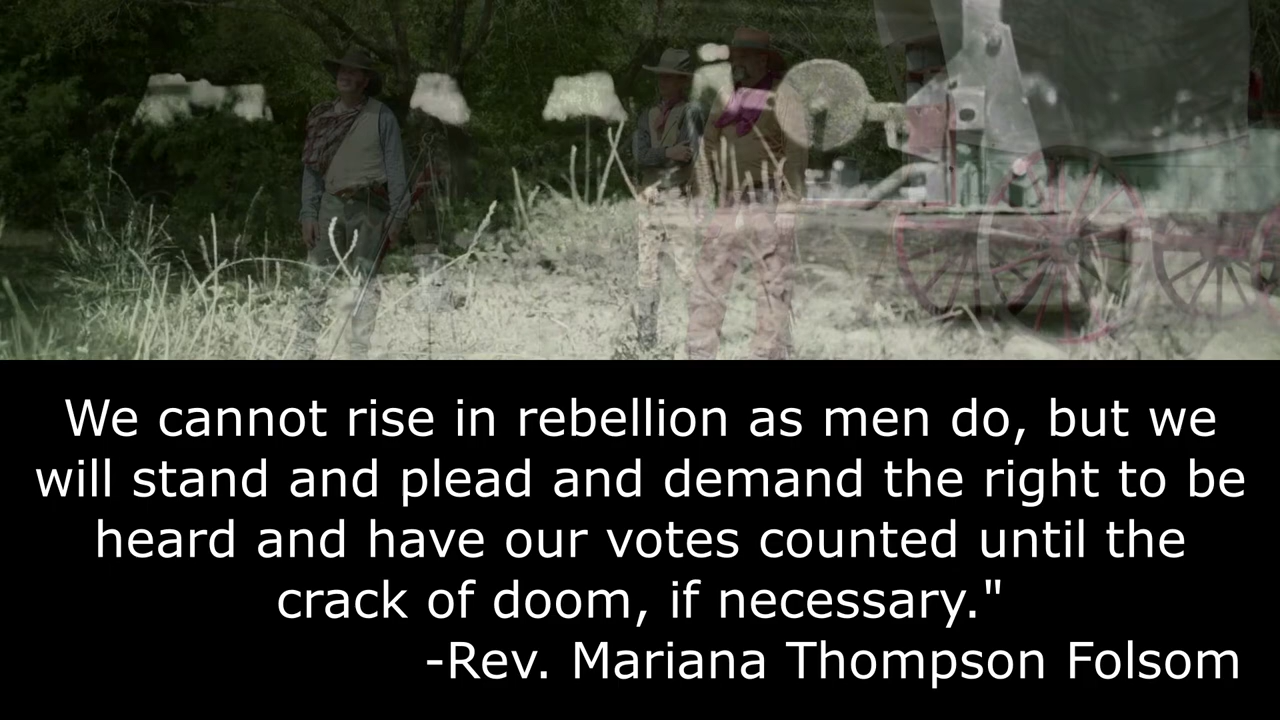 We cannot rise in rebellion as men do, but we
will stand and plead and demand the right to be
heard and have our votes counted until the
crack of doom, if necessary."
-Rev. Mariana Thompson Folsom